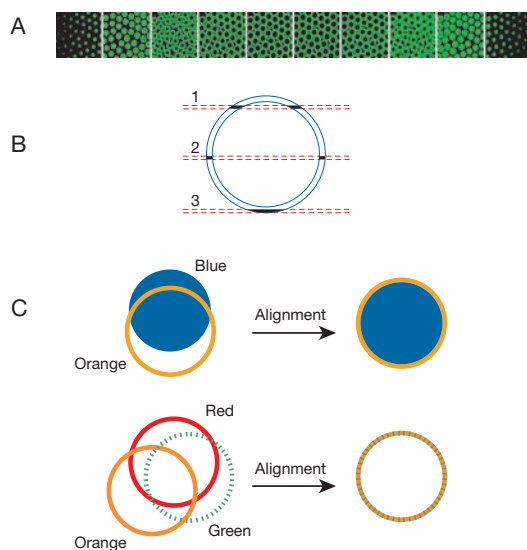 A
B
1
2
3
C
Blue
Orange
Alignment
Red
Green
Orange
Alignment